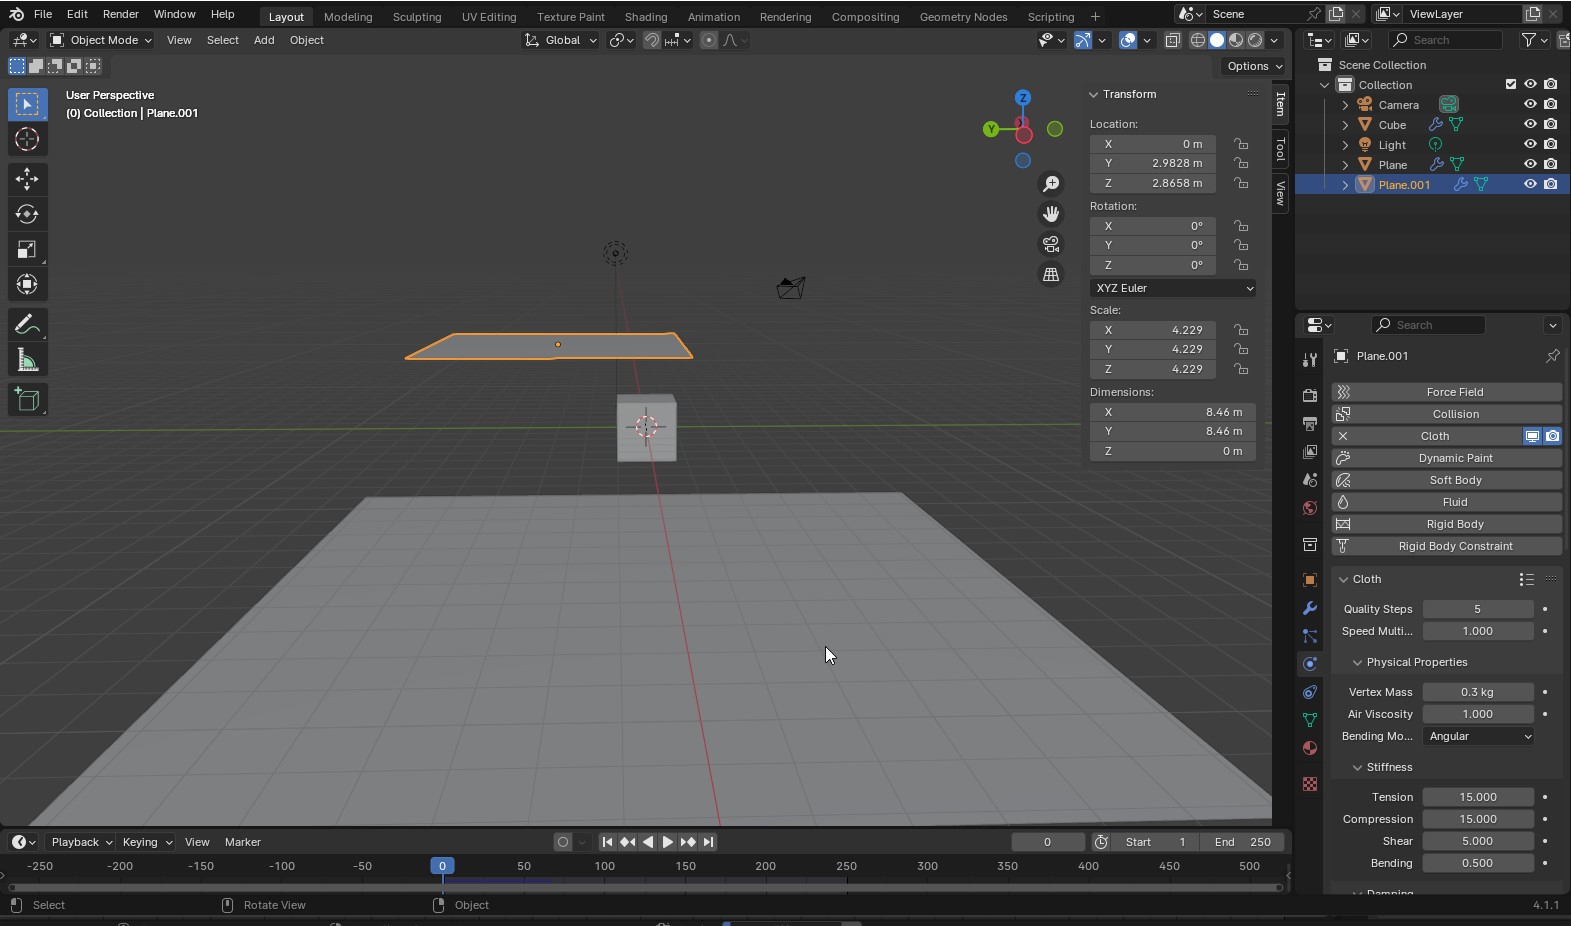 File Edit Render Window Help Layout Modeling Sculpting UV Editing Texture Paint Shading Animation Rendering Compositing Geometry Nodes Scripting + Scene ViewLayer
Object Mode View Select Add Object Global Search
Options
User Perspective
(0) Collection | Plane.001
Z
Y
Transform
Location:
X 0 m
Y 2.9828 m
Z 2.8658 m
Rotation:
X 0°
Y 0°
Z 0°
XYZ Euler
Scale:
X 4.229
Y 4.229
Z 4.229
Dimensions:
X 8.46 m
Y 8.46 m
Z 0 m
Item
Tool
View
Scene Collection
Collection
Camera
Cube
Light
Plane
Plane.001
Search
Plane.001
Force Field
Collision
Cloth
Dynamic Paint
Soft Body
Fluid
Rigid Body
Rigid Body Constraint
Cloth
Quality Steps 5
Speed Multi... 1.000
Physical Properties
Vertex Mass 0.3 kg
Air Viscosity 1.000
Bending Mo... Angular
Stiffness
Tension 15.000
Compression 15.000
Shear 5.000
Bending 0.500
Damping
Playback Keying View Marker 0 Start 1 End 250
-250 -200 -150 -100 -50 0 50 100 150 200 250 300 350 400 450 500
Select Rotate View Object 4.1.1